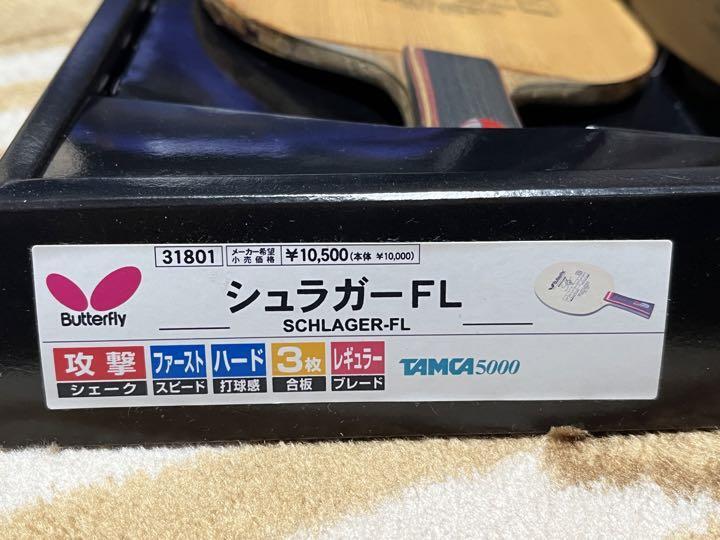 31801 メーカー希望小売価格 ¥10,500(本体 ¥10,000)
Butterfly
シュラガーFL
SCHLAGER-FL
攻撃 ファースト ハード 3枚 レギュラー TAMCA5000
シェーク スピード 打球感 合板 ブレード